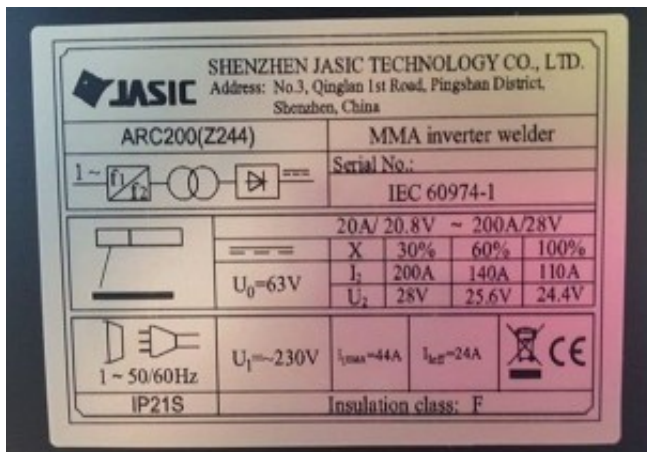 JASIC
SHENZHEN JASIC TECHNOLOGY CO., LTD.
Address: No.3, Qinglan 1st Road, Pingshan District,
Shenzhen, China
ARC200(Z244) MMA inverter welder
1~ f1 f2
Serial No.:
IEC 60974-1
20A/ 20.8V ~ 200A/28V
X 30% 60% 100%
U0=63V
I2 200A 140A 110A
U2 28V 25.6V 24.4V
1~50/60Hz
U1=~230V I1max=44A I1eff=24A CE
IP21S Insulation class: F